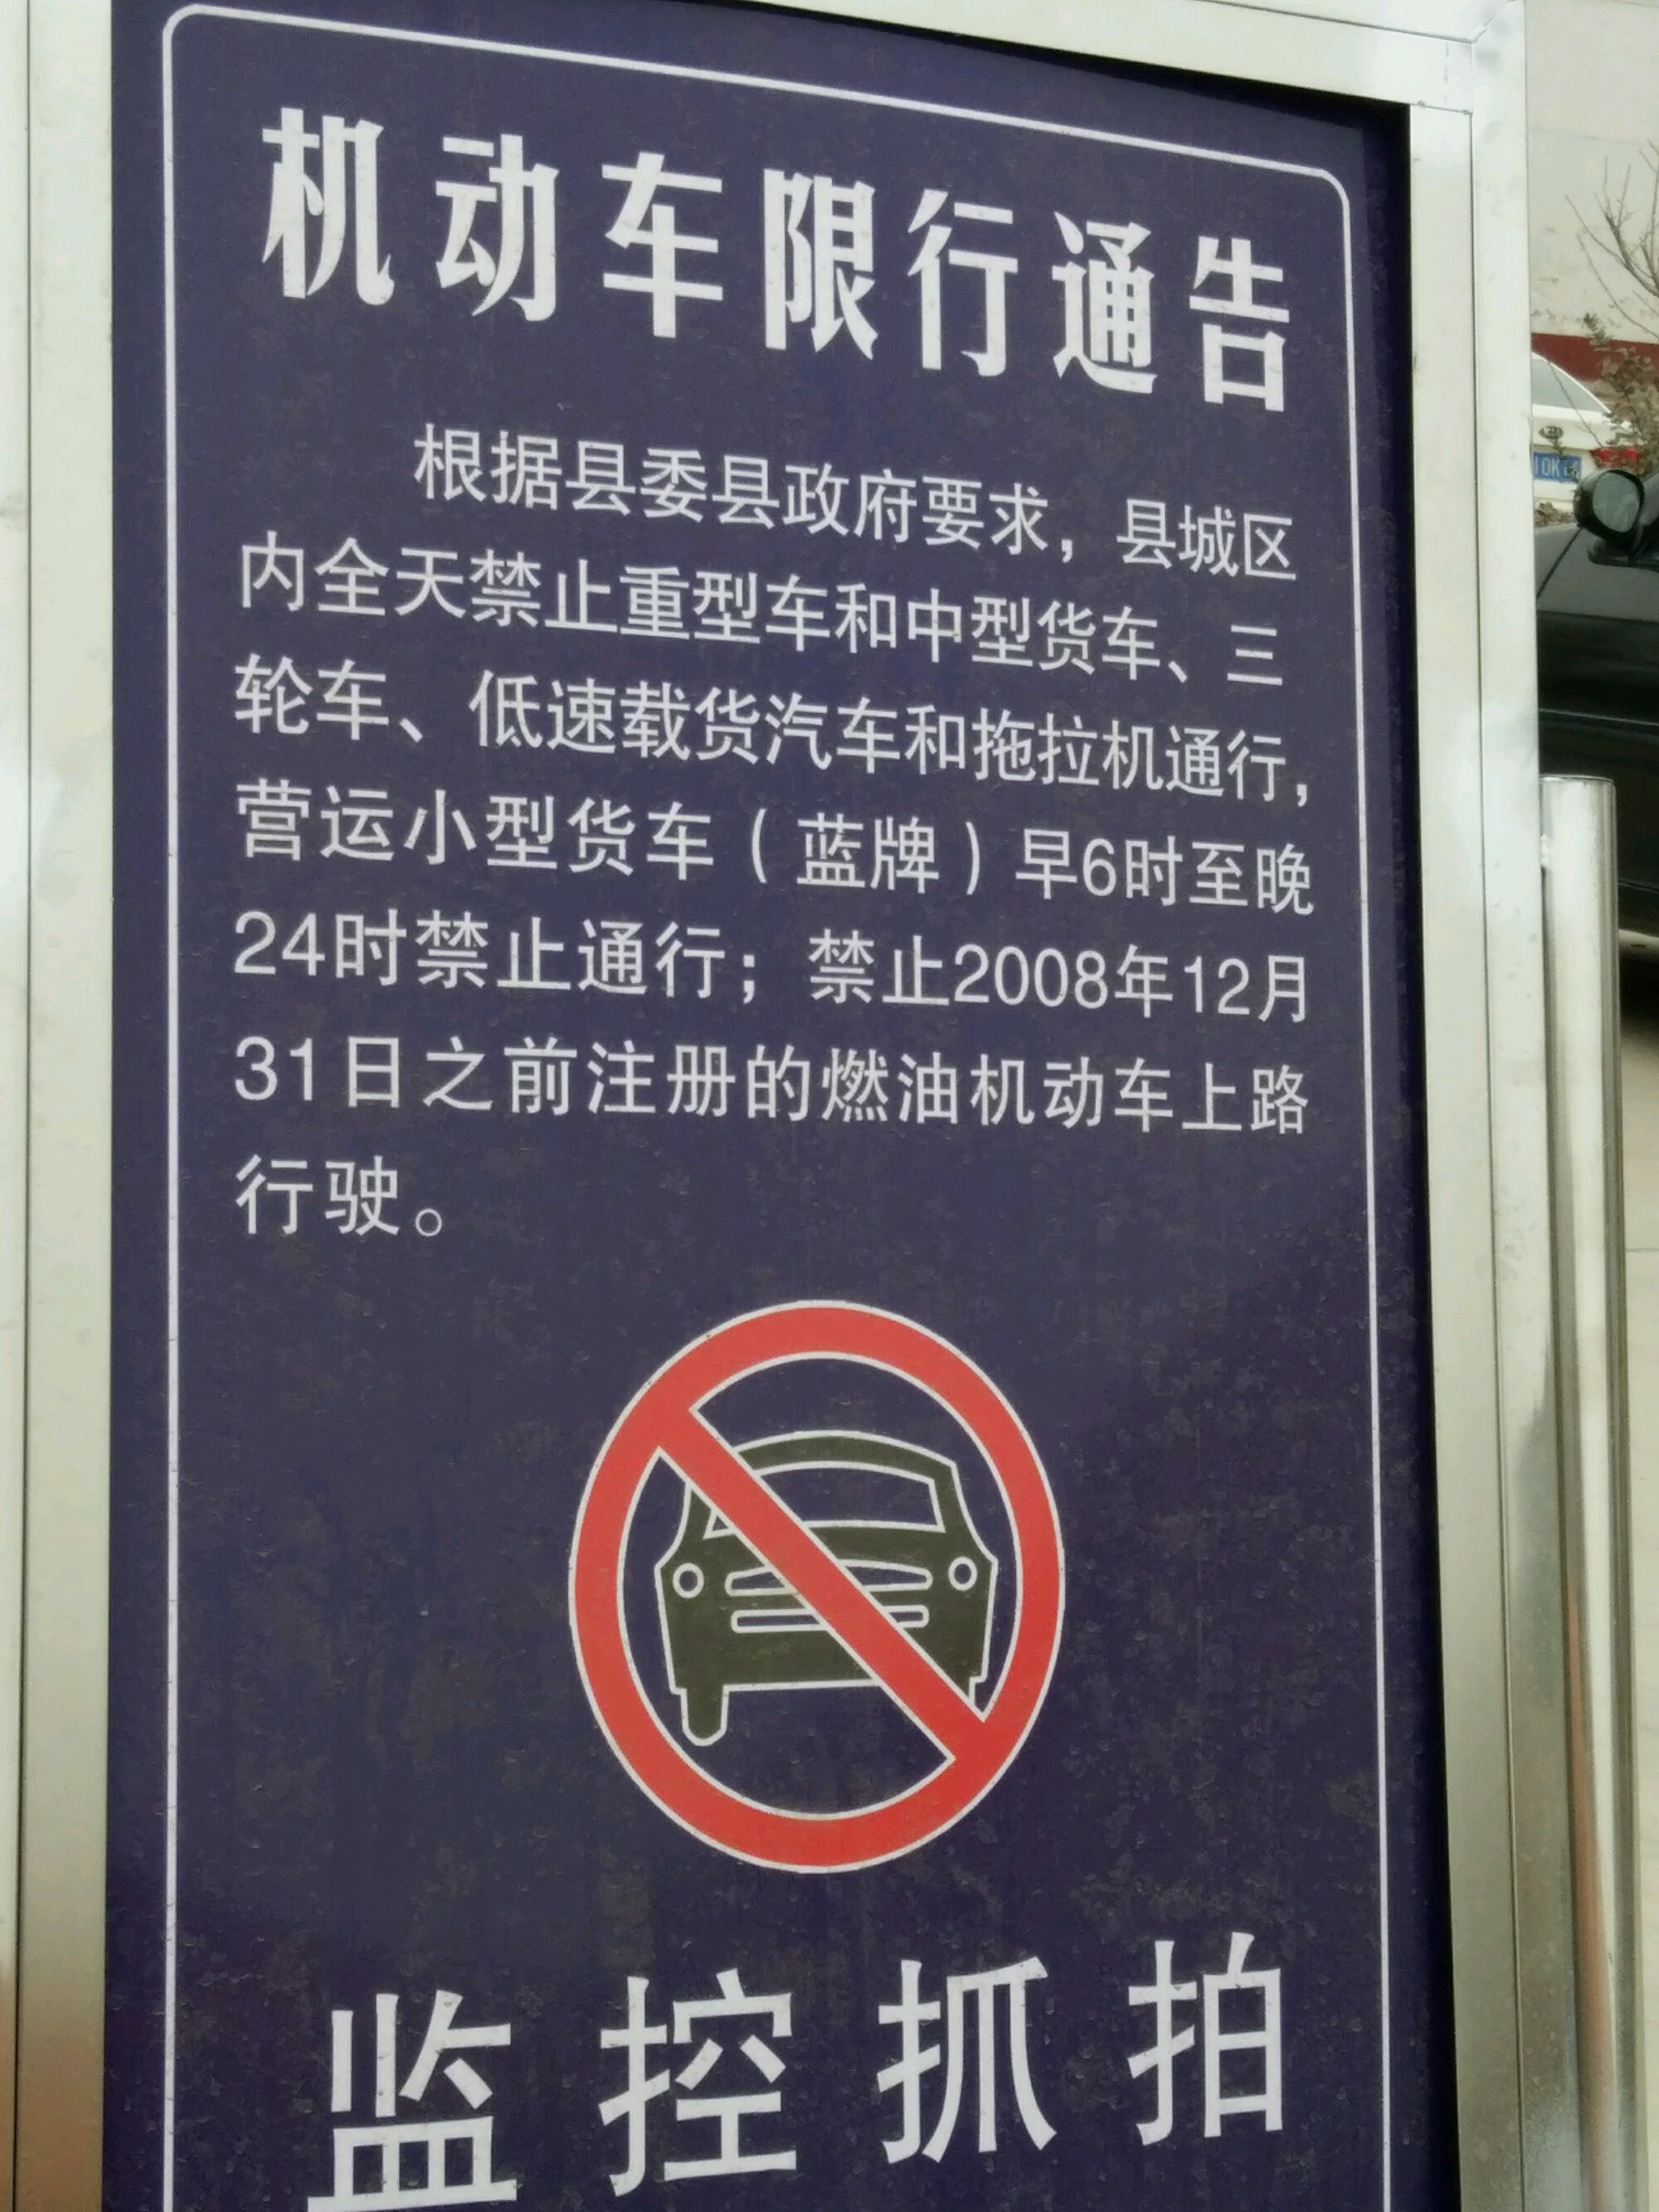 机动车限行通告
根据县委县政府要求，县城区
内全天禁止重型车和中型货车、三
轮车、低速载货汽车和拖拉机通行，
营运小型货车（蓝牌）早6时至晚
24时禁止通行；禁止2008年12月
31日之前注册的燃油机动车上路
行驶。
监控抓拍